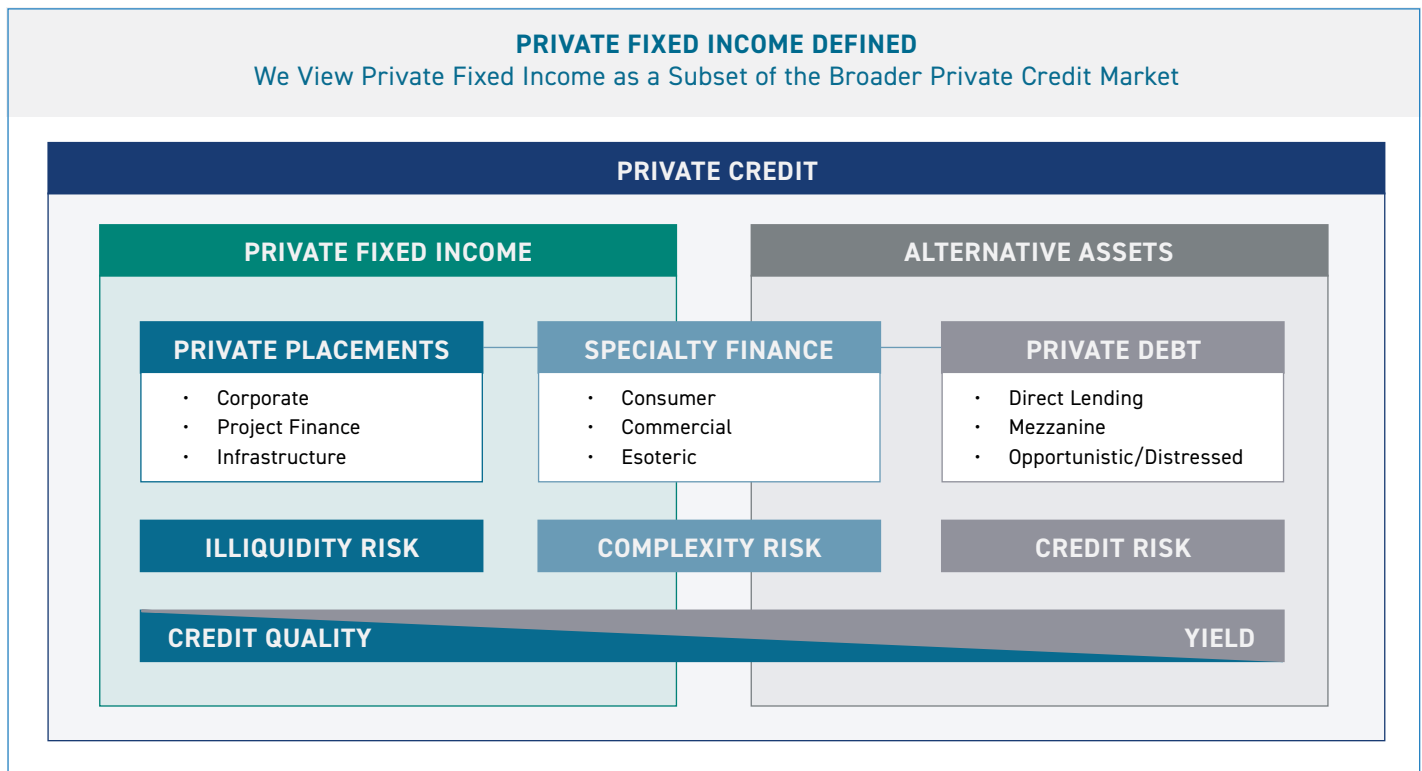 PRIVATE FIXED INCOME DEFINED
We View Private Fixed Income as a Subset of the Broader Private Credit Market
PRIVATE CREDIT
PRIVATE FIXED INCOME
ALTERNATIVE ASSETS
PRIVATE PLACEMENTS
• Corporate
• Project Finance
• Infrastructure
SPECIALTY FINANCE
• Consumer
• Commercial
• Esoteric
PRIVATE DEBT
• Direct Lending
• Mezzanine
• Opportunistic/Distressed
ILLIQUIDITY RISK
COMPLEXITY RISK
CREDIT RISK
CREDIT QUALITY
YIELD